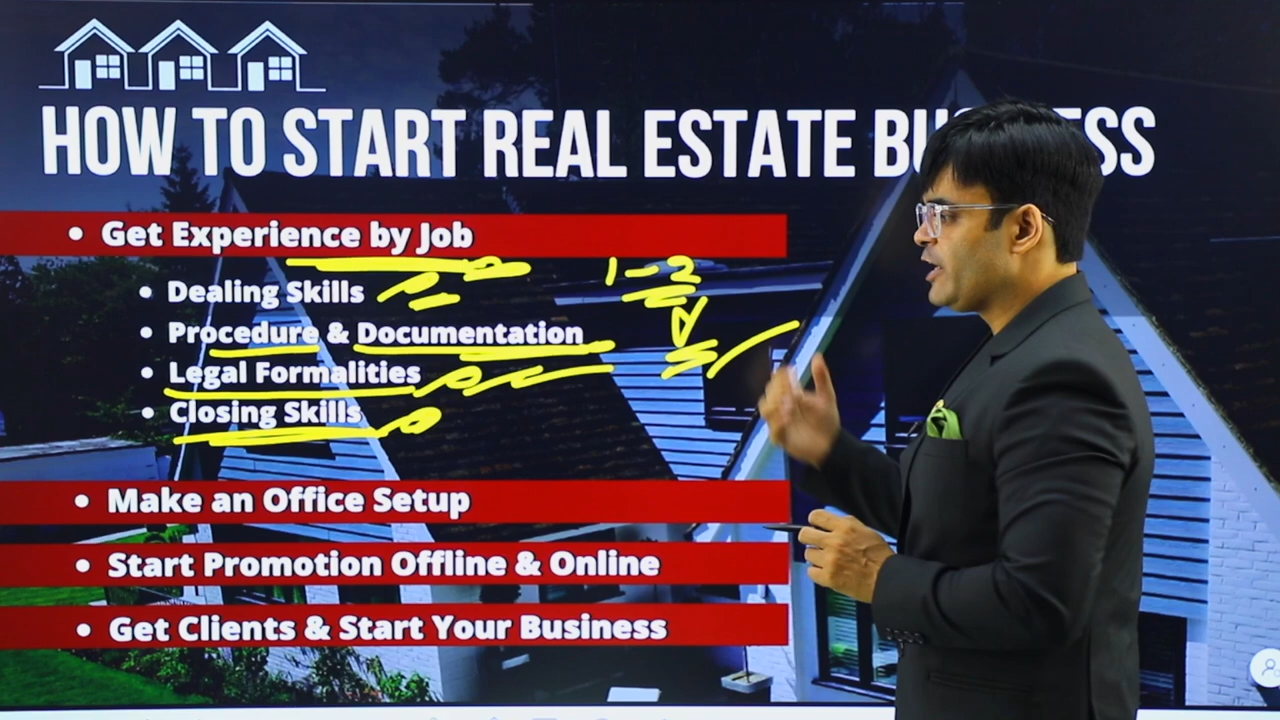 HOW TO START REAL ESTATE BU SS
• Get Experience by Job
• Dealing Skills
1-2
• Procedure & Documentation
• Legal Formalities
• Closing Skills
• Make an Office Setup
• Start Promotion Offline & Online
• Get Clients & Start Your Business